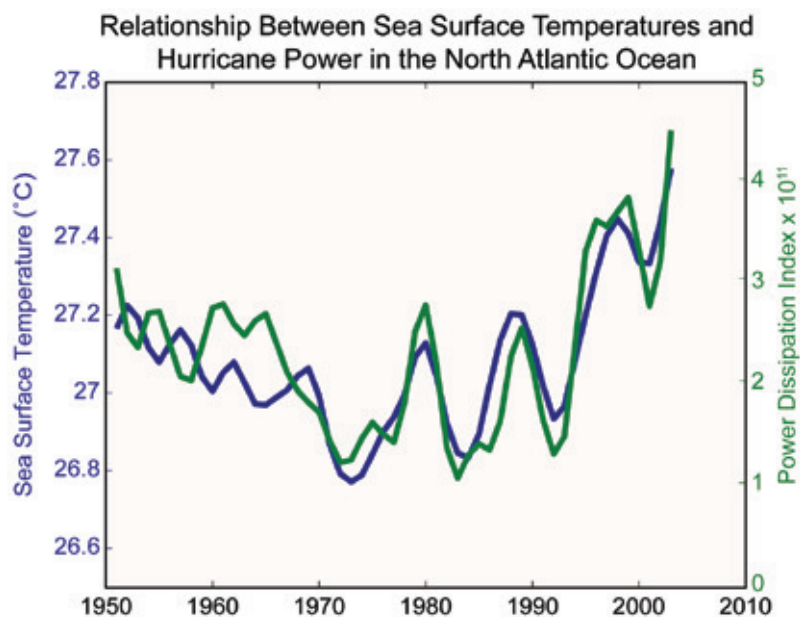 Relationship Between Sea Surface Temperatures and
Hurricane Power in the North Atlantic Ocean
Sea Surface Temperature (°C)
27.8
27.6
27.4
27.2
27
26.8
26.6
5
4
3
2
1
0
Power Dissipation Index x 10¹¹
1950 1960 1970 1980 1990 2000 2010